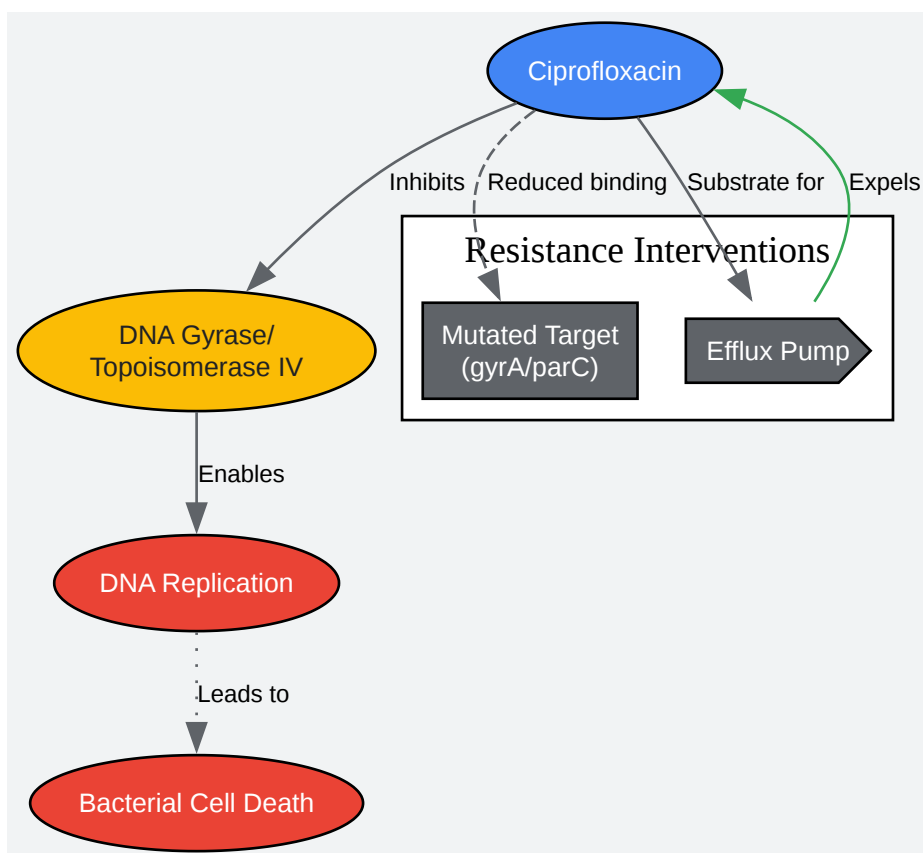 Ciprofloxacin
Inhibits
Reduced binding
Substrate for
Expels
Resistance Interventions
DNA Gyrase/
Topoisomerase IV
Mutated Target
(gyrA/parC)
Efflux Pump
Enables
DNA Replication
Leads to
Bacterial Cell Death